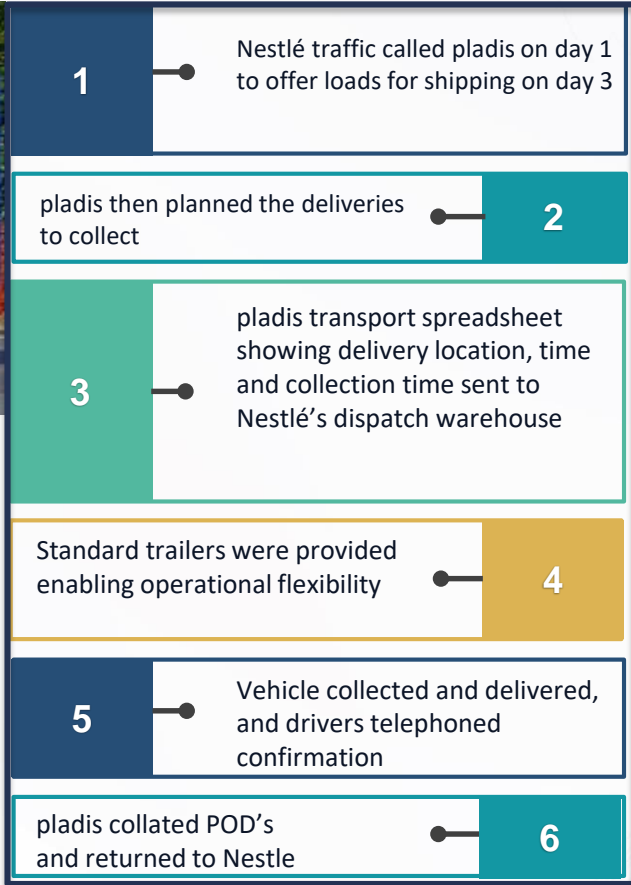 1
Nestlé traffic called pladis on day 1
to offer loads for shipping on day 3
pladis then planned the deliveries
to collect
2
3
pladis transport spreadsheet
showing delivery location, time
and collection time sent to
Nestlé’s dispatch warehouse
Standard trailers were provided
enabling operational flexibility
4
5
Vehicle collected and delivered,
and drivers telephoned
confirmation
pladis collated POD's
and returned to Nestle
6